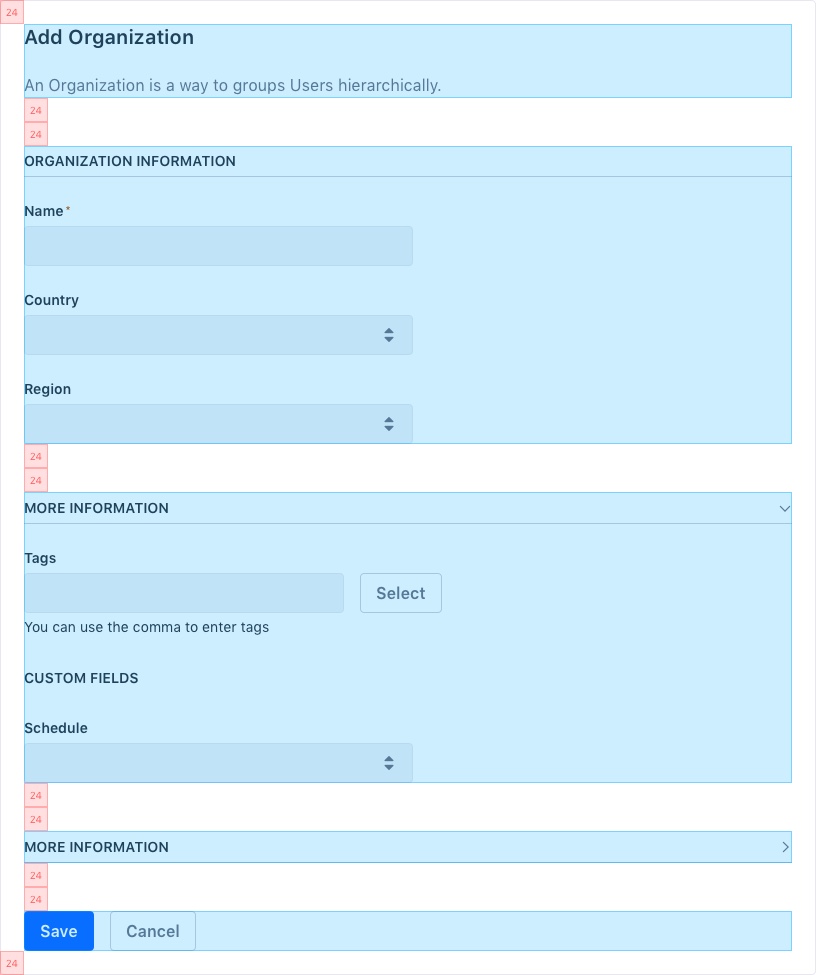 24
Add Organization
An Organization is a way to groups Users hierarchically.
24
24
ORGANIZATION INFORMATION
Name*
Country
Region
24
24
MORE INFORMATION
Tags
Select
You can use the comma to enter tags
CUSTOM FIELDS
Schedule
24
24
MORE INFORMATION
24
24
Save Cancel
24